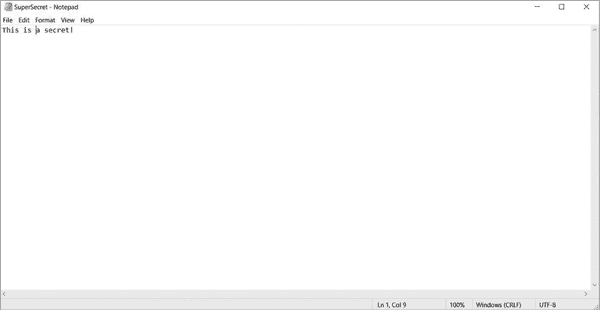 SuperSecret - Notepad
File Edit Format View Help
This is a secret!
Ln 1, Col 9 100% Windows (CRLF) UTF-8